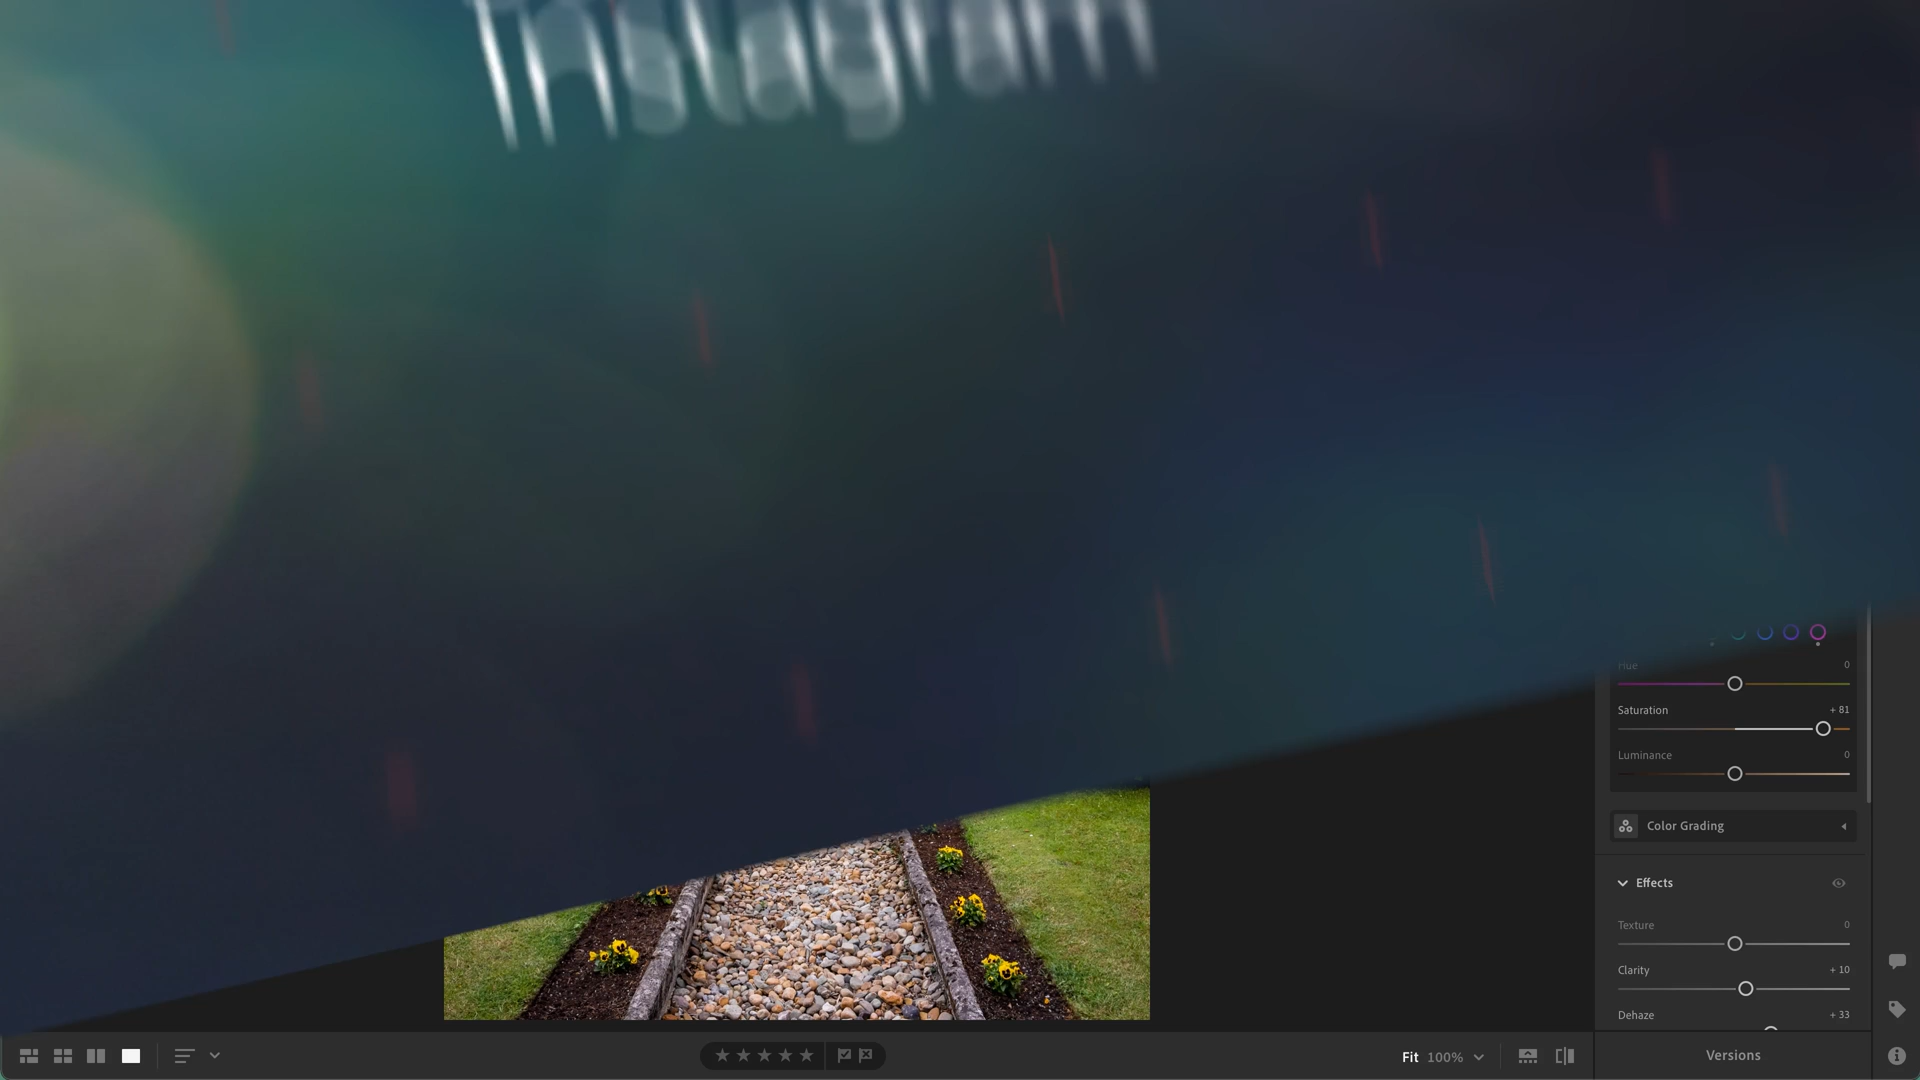 Instagram
Hue 0
Saturation + 81
Luminance 0
Color Grading
Effects
Texture 0
Clarity + 10
Dehaze + 33
Fit 100%
Versions